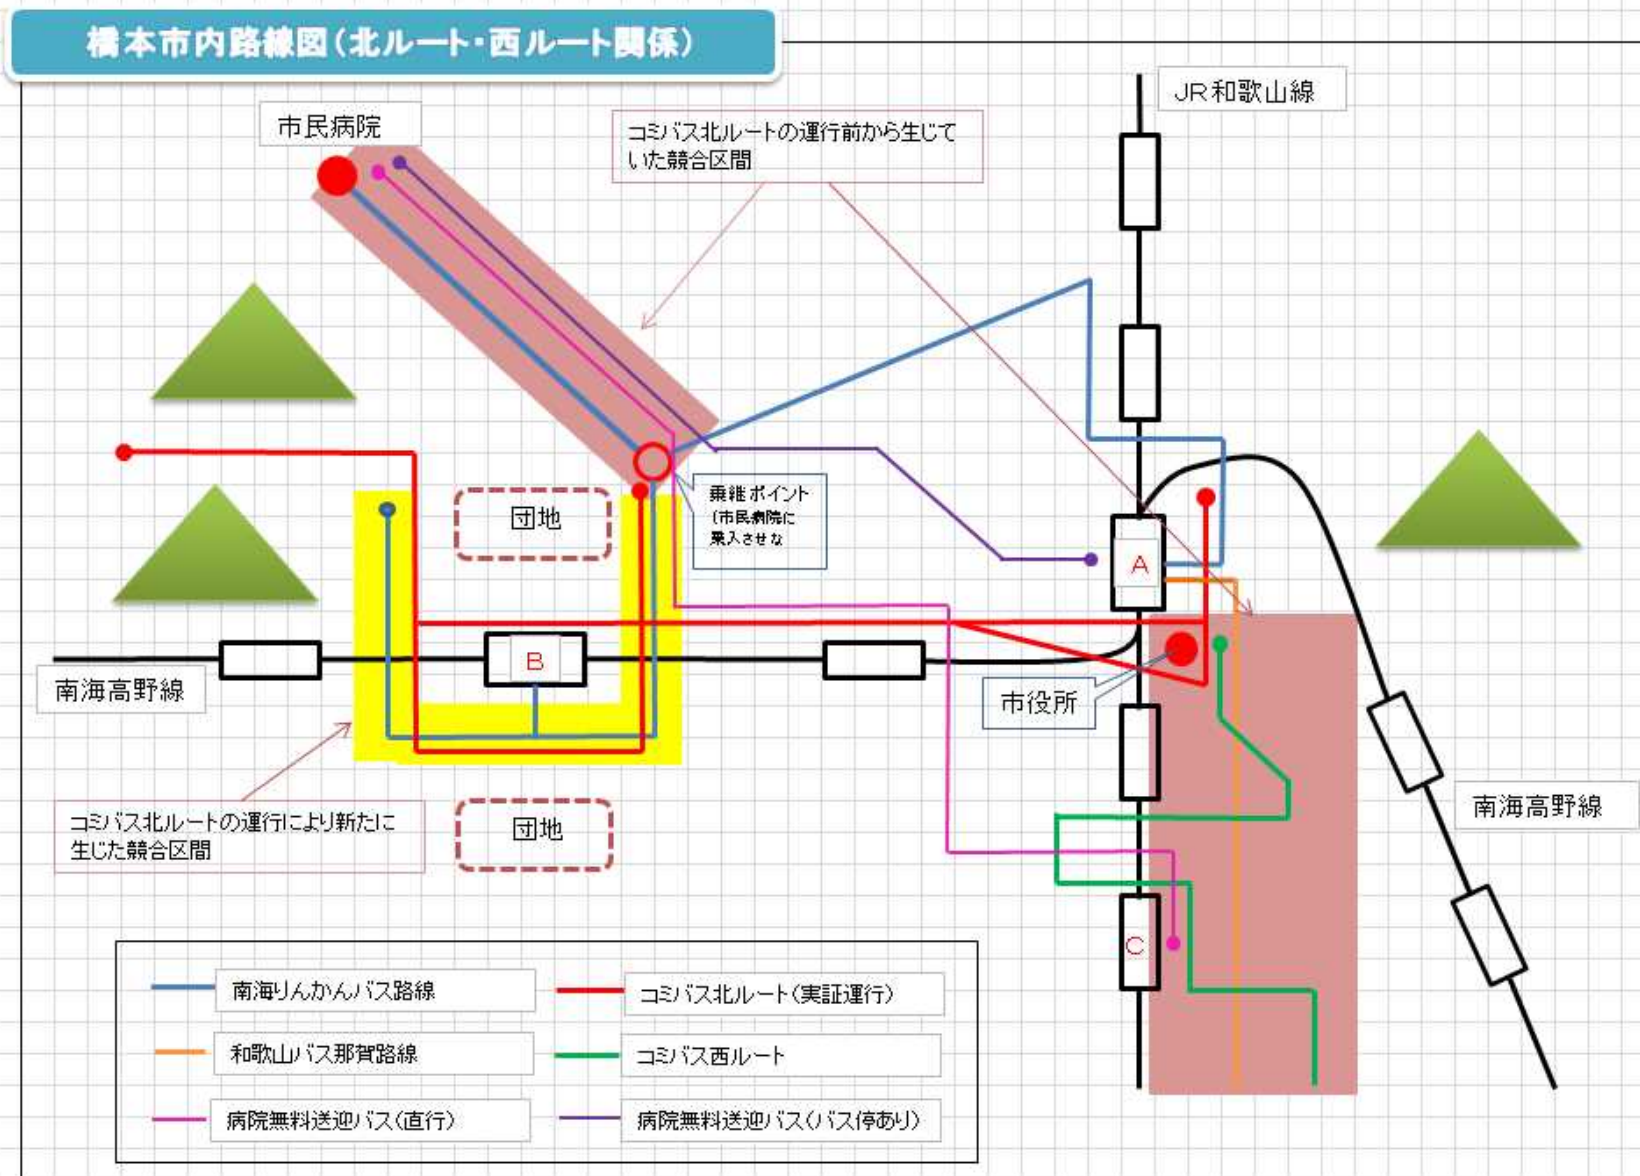 橋本市内路線図(北ルート・西ルート関係)
JR和歌山線
市民病院
コミバス北ルートの運行前から生じて
いた競合区間
団地
乗継ポイント
(市民病院に
乗入させな
A
B
南海高野線
市役所
コミバス北ルートの運行により新たに
生じた競合区間
団地
南海高野線
C
南海りんかんバス路線
コミバス北ルート(実証運行)
和歌山バス那賀路線
コミバス西ルート
病院無料送迎バス(直行)
病院無料送迎バス(バス停あり)